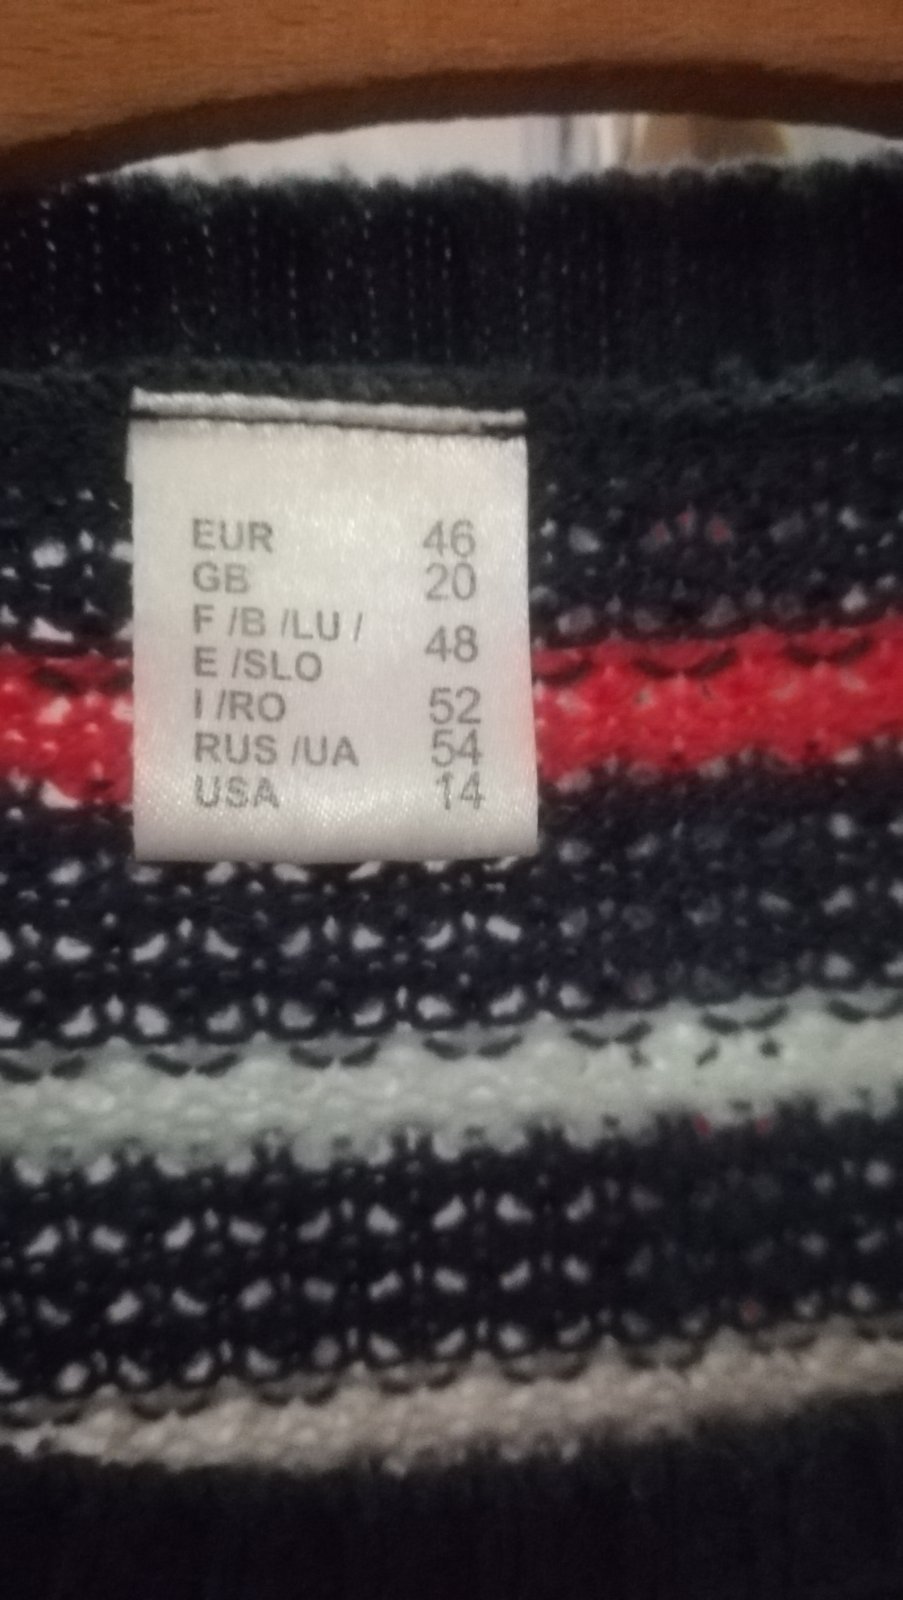 EUR 46
GB 20
F /B /LU /
E /SLO 48
I /RO 52
RUS /UA 54
USA 14